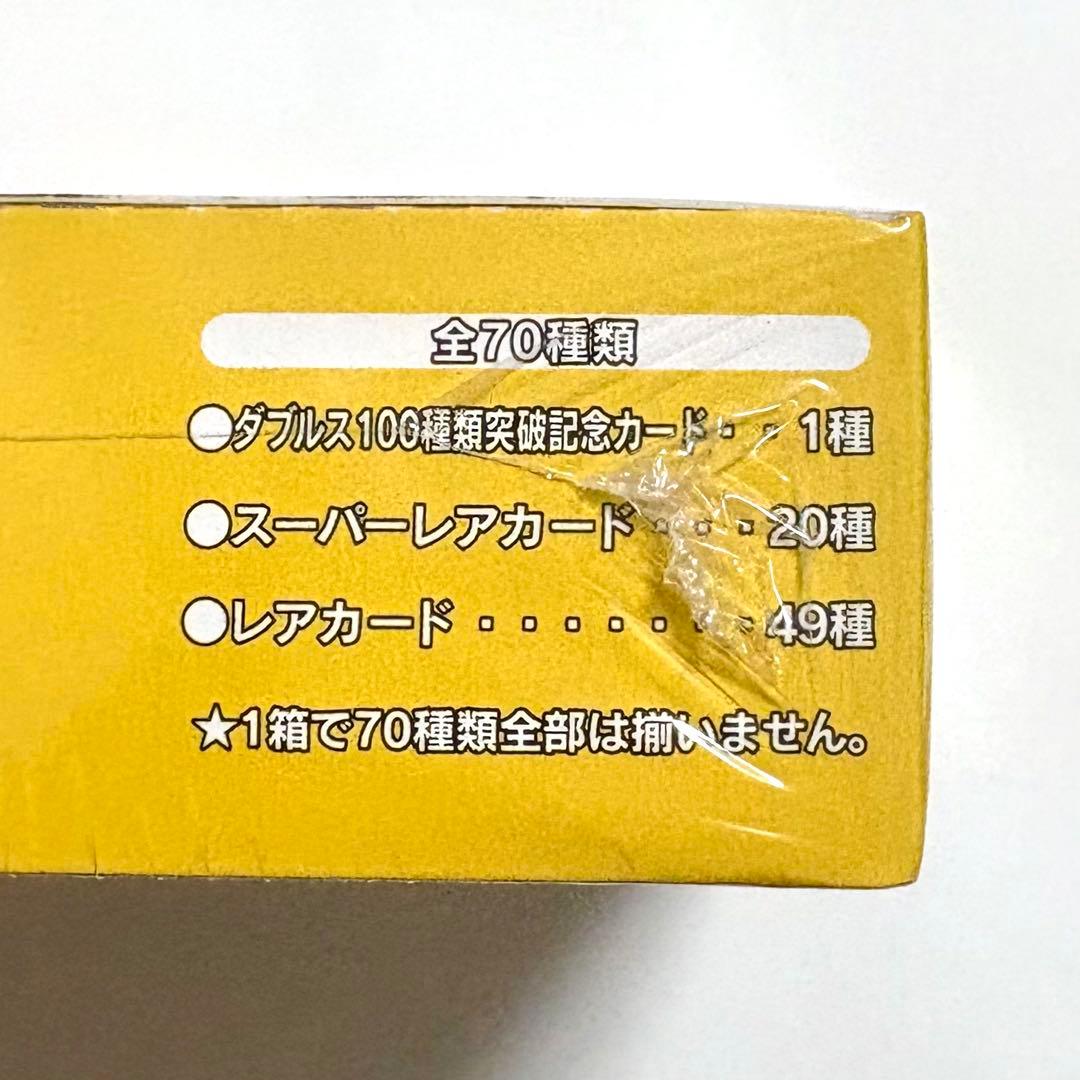 全70種類
●ダブルス100種類突破記念カード・・1種
●スーパーレアカード・・・20種
●レアカード・・・・・・・49種
★1箱で70種類全部は揃いません。